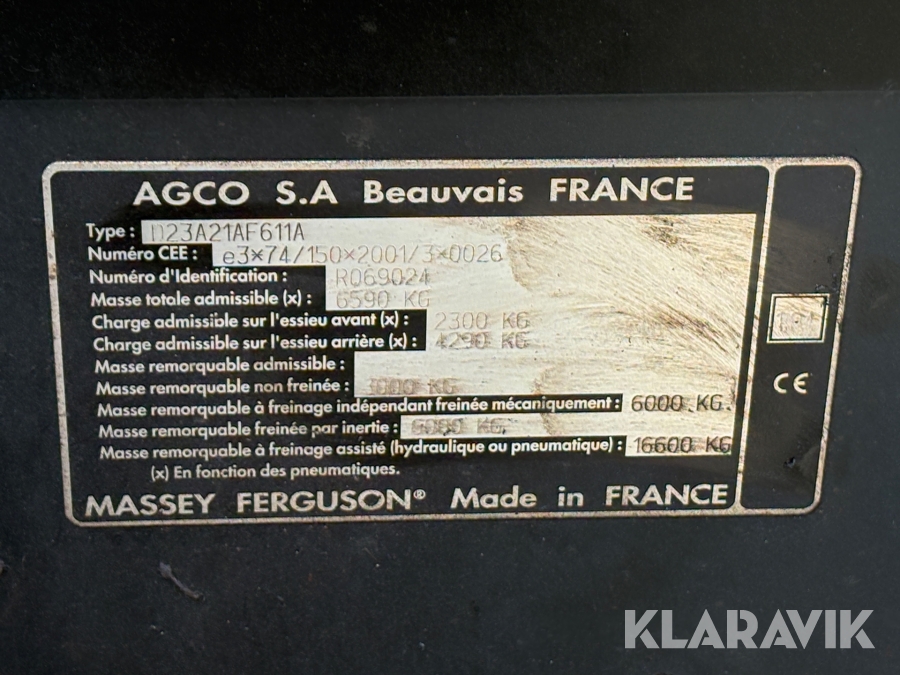 AGCO S.A Beauvais FRANCE
Type : D23A21AF611A
Numéro CEE : e3*74/150*2001/3*0026
Numéro d'Identification : R069024
Masse totale admissible (x) : 6590 KG
Charge admissible sur l'essieu avant (x) : 2300 KG
Charge admissible sur l'essieu arrière (x) : 4290 KG
Masse remorquable admissible :
Masse remorquable non freinée : KG
Masse remorquable à freinage indépendant freinée mécaniquement : 6000 KG.
Masse remorquable freinée par inertie : KG.
Masse remorquable à freinage assisté (hydraulique ou pneumatique) : 16600 KG
(x) En fonction des pneumatiques.
MASSEY FERGUSON® Made in FRANCE
CE
KLARAVIK